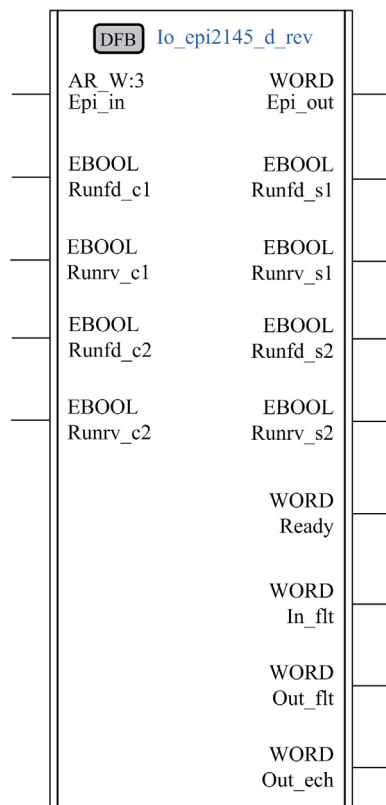 DFB Io_epi2145_d_rev
AR_W:3 WORD
Epi_in Epi_out
EBOOL EBOOL
Runfd_c1 Runfd_s1
EBOOL EBOOL
Runrv_c1 Runrv_s1
EBOOL EBOOL
Runfd_c2 Runfd_s2
EBOOL EBOOL
Runrv_c2 Runrv_s2
WORD
Ready
WORD
In_flt
WORD
Out_flt
WORD
Out_ech